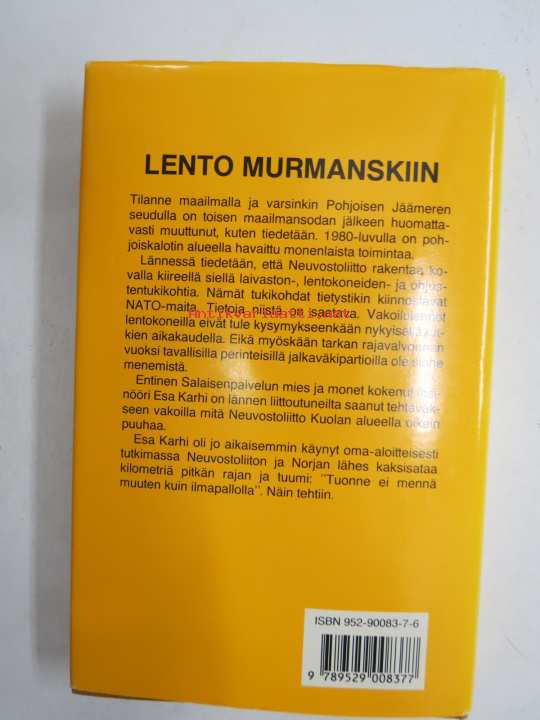 LENTO MURMANSKIIN
Tilanne maailmalla ja varsinkin Pohjoisen Jäämeren
seudulla on toisen maailmansodan jälkeen huomatta-
vasti muuttunut, kuten tiedetään. 1980-luvulla on poh-
joiskalotin alueella havaittu monenlaista toimintaa.
Lännessä tiedetään, että Neuvostoliitto rakentaa ko-
valla kiireellä siellä laivaston-, lentokoneiden- ja ohjus-
tentukikohtia. Nämät tukikohdat tietystikin kiinnostavat
NATO-maita. Tietoja niistä on saatava. Vakoilulennot
lentokoneilla eivät tule kysymykseenkään nykyisellä tut-
kien aikakaudella. Eikä myöskään tarkan rajavalvonnan
vuoksi tavallisilla perinteisillä jalkaväkipartioilla ole sinne
menemistä.
Entinen Salaisenpalvelun mies ja monet kokenut
nööri Esa Karhi on lännen liittoutuneilta saanut tehtäväk-
seen vakoilla mitä Neuvostoliitto Kuolan alueella oikein
puuhaa.
Esa Karhi oli jo aikaisemmin käynyt oma-aloitteisesti
tutkimassa Neuvostoliiton ja Norjan lähes kaksisataa
kilometriä pitkän rajan ja tuumi: "Tuonne ei mennä
muuten kuin ilmapallolla". Näin tehtiin.
ISBN 952-90083-7-6
9 789529 008377